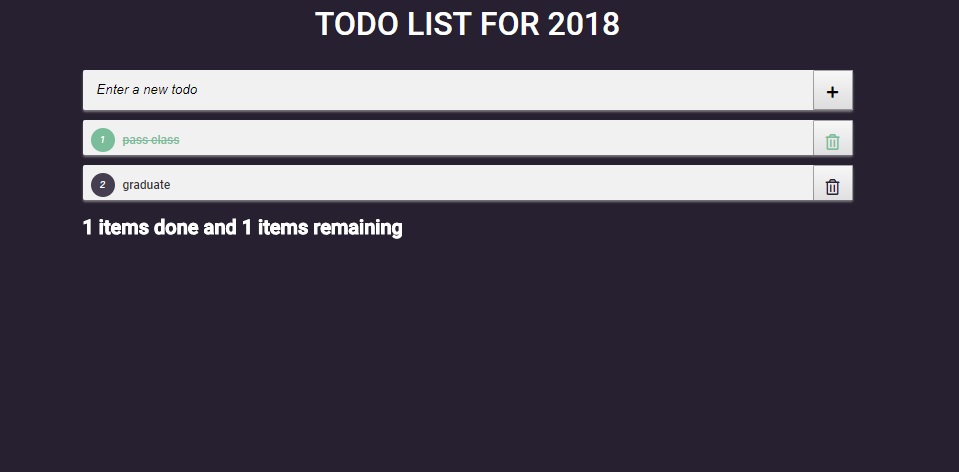 TODO LIST FOR 2018
Enter a new todo +
1 pass class
2 graduate
1 items done and 1 items remaining